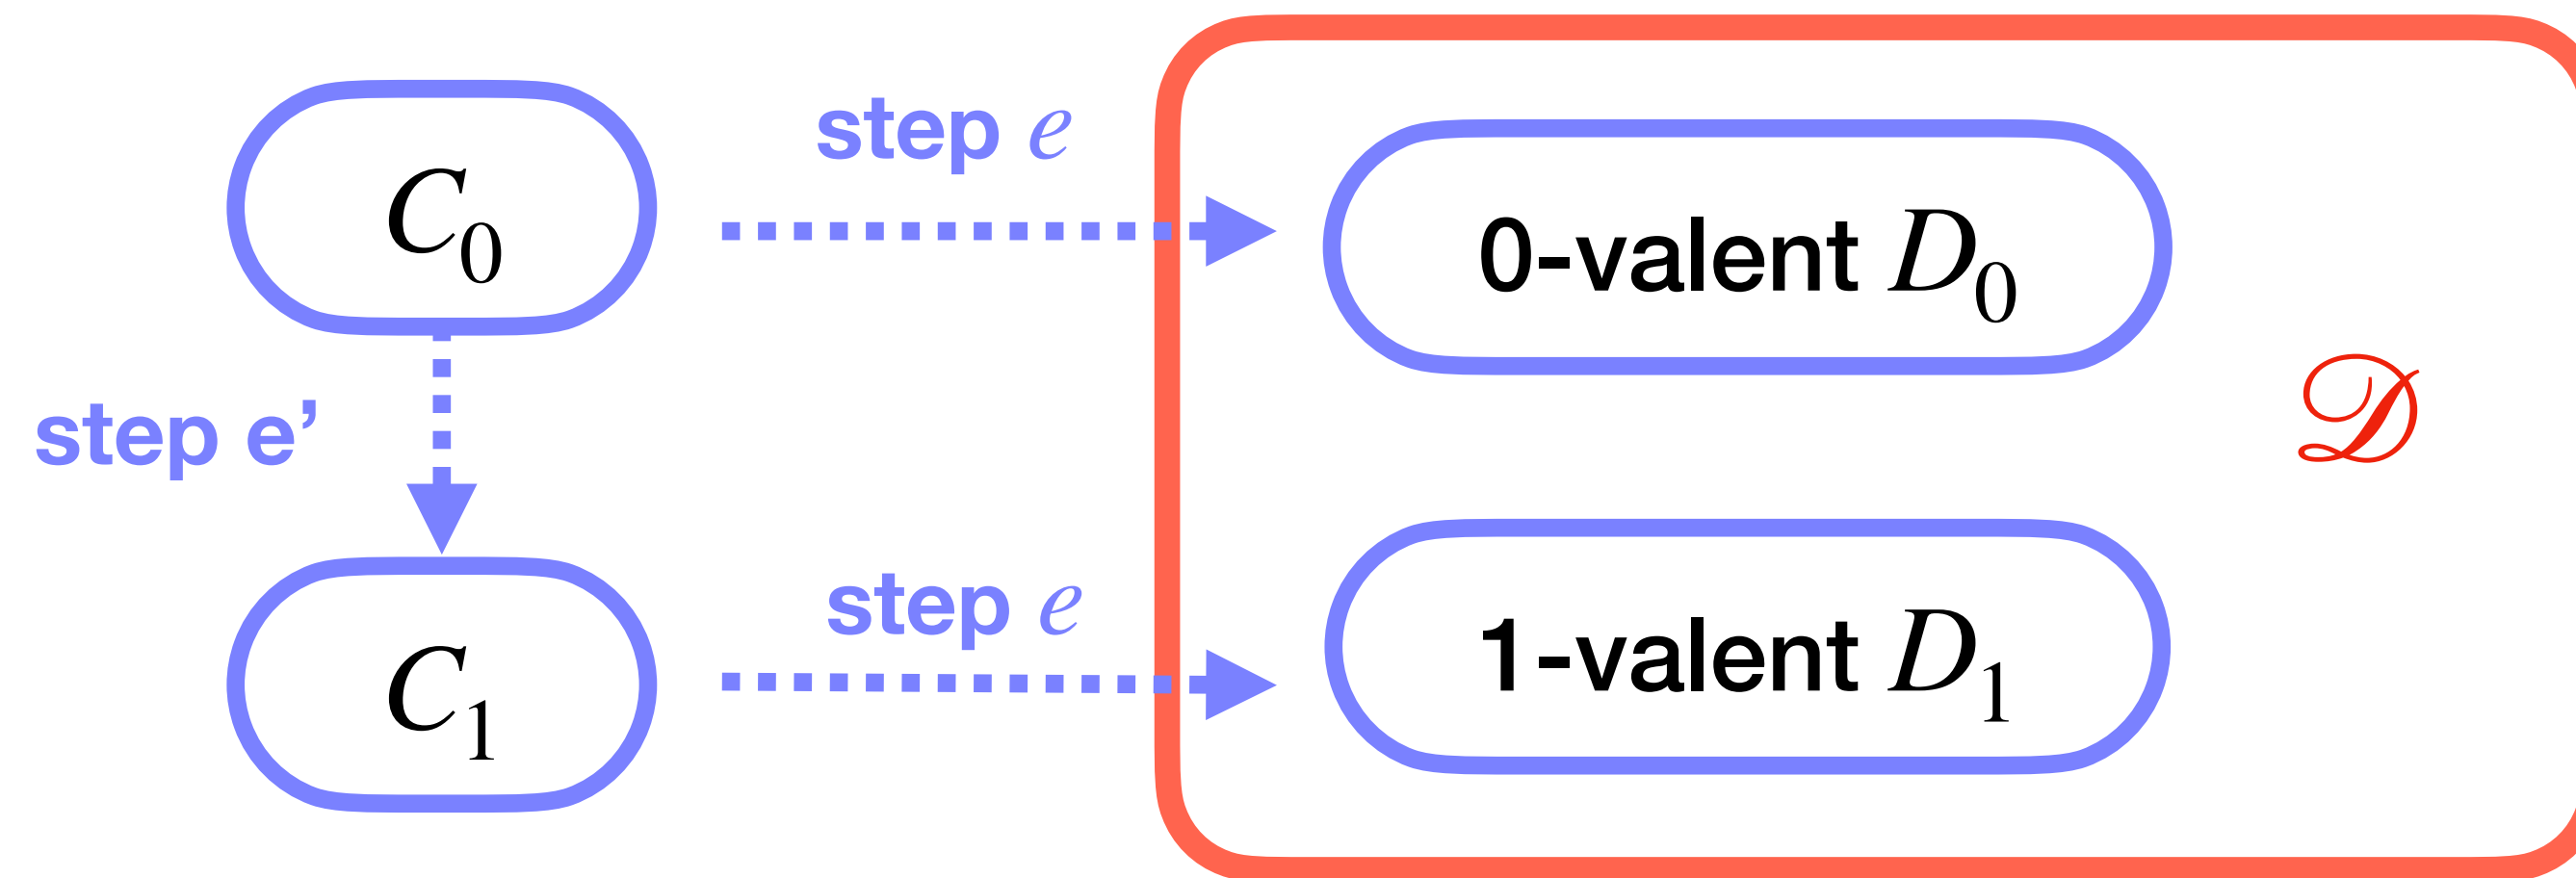 step e
C₀
0-valent D₀
𝒟
step e’
step e
C₁
1-valent D₁